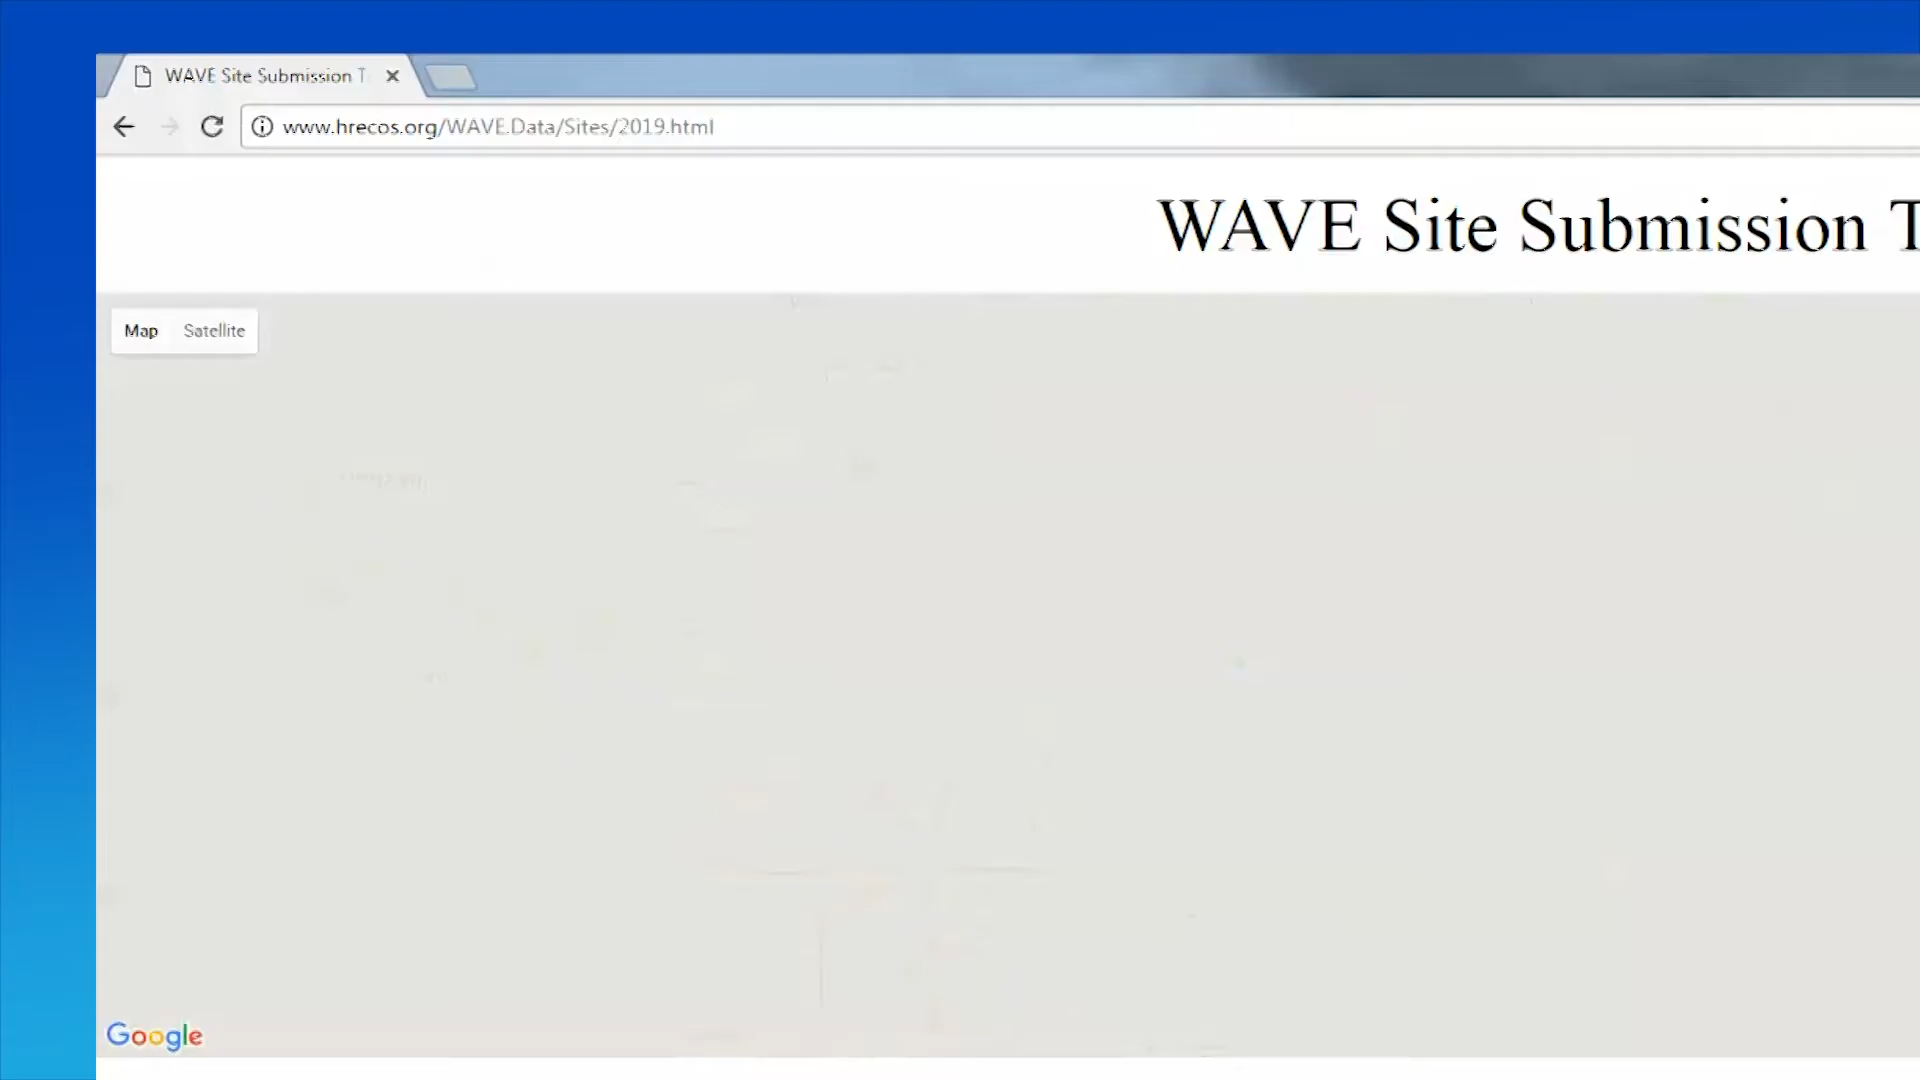 WAVE Site Submission T
www.hrecos.org/WAVE.Data/Sites/2019.html
WAVE Site Submission T
Map Satellite
Google